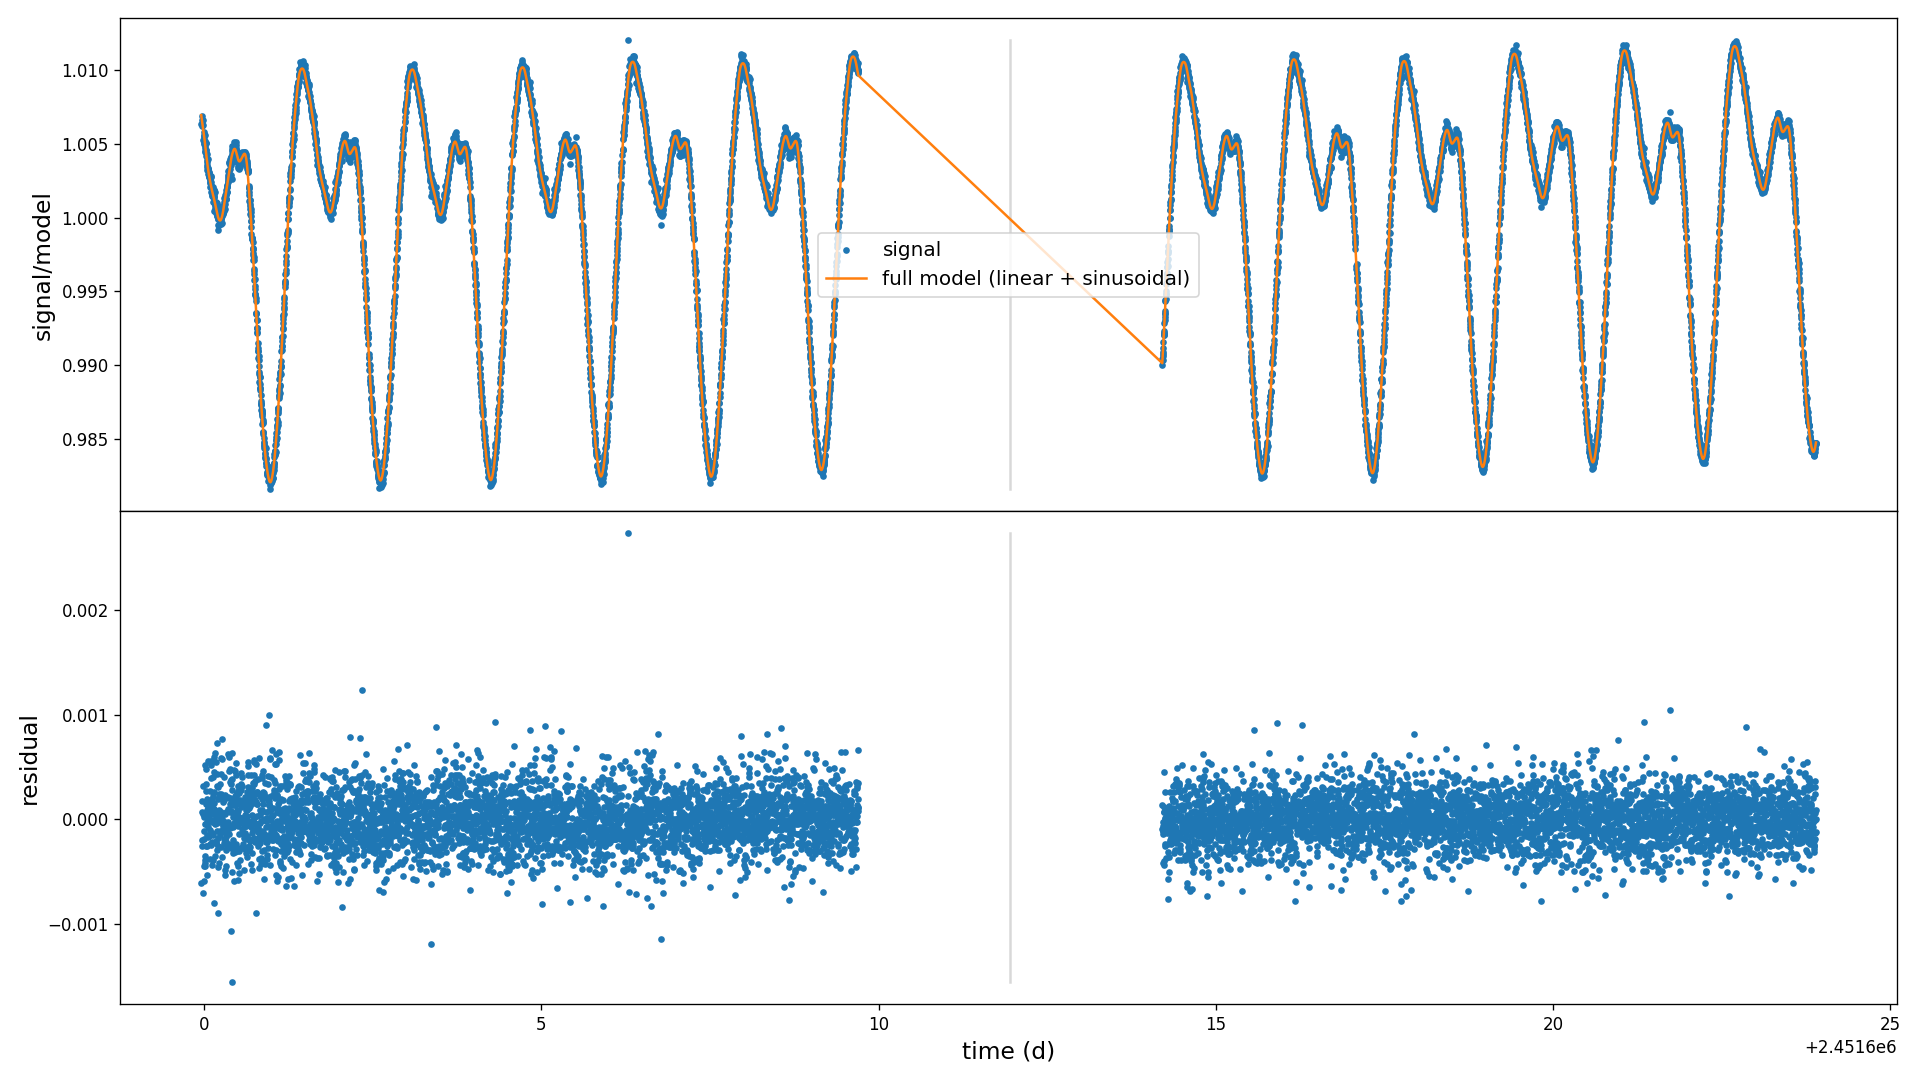 1.010
1.005
1.000
0.995
0.990
0.985
signal/model
signal
full model (linear + sinusoidal)
0.002
0.001
0.000
−0.001
residual
0 5 10 15 20 25
time (d)
+2.4516e6